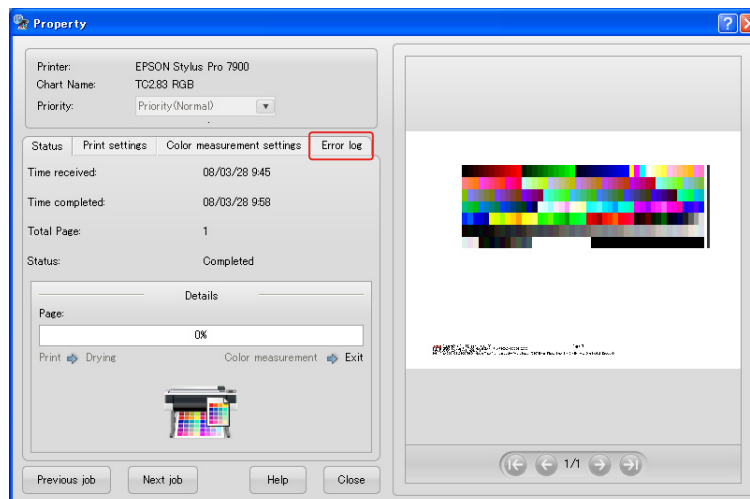 Property
Printer: EPSON Stylus Pro 7900
Chart Name: TC2.83 RGB
Priority: Priority(Normal)
Status Print settings Color measurement settings Error log
Time received: 08/03/28 9:45
Time completed: 08/03/28 9:58
Total Page: 1
Status: Completed
Details
Page:
0%
Print Drying Color measurement Exit
Previous job Next job Help Close
1/1